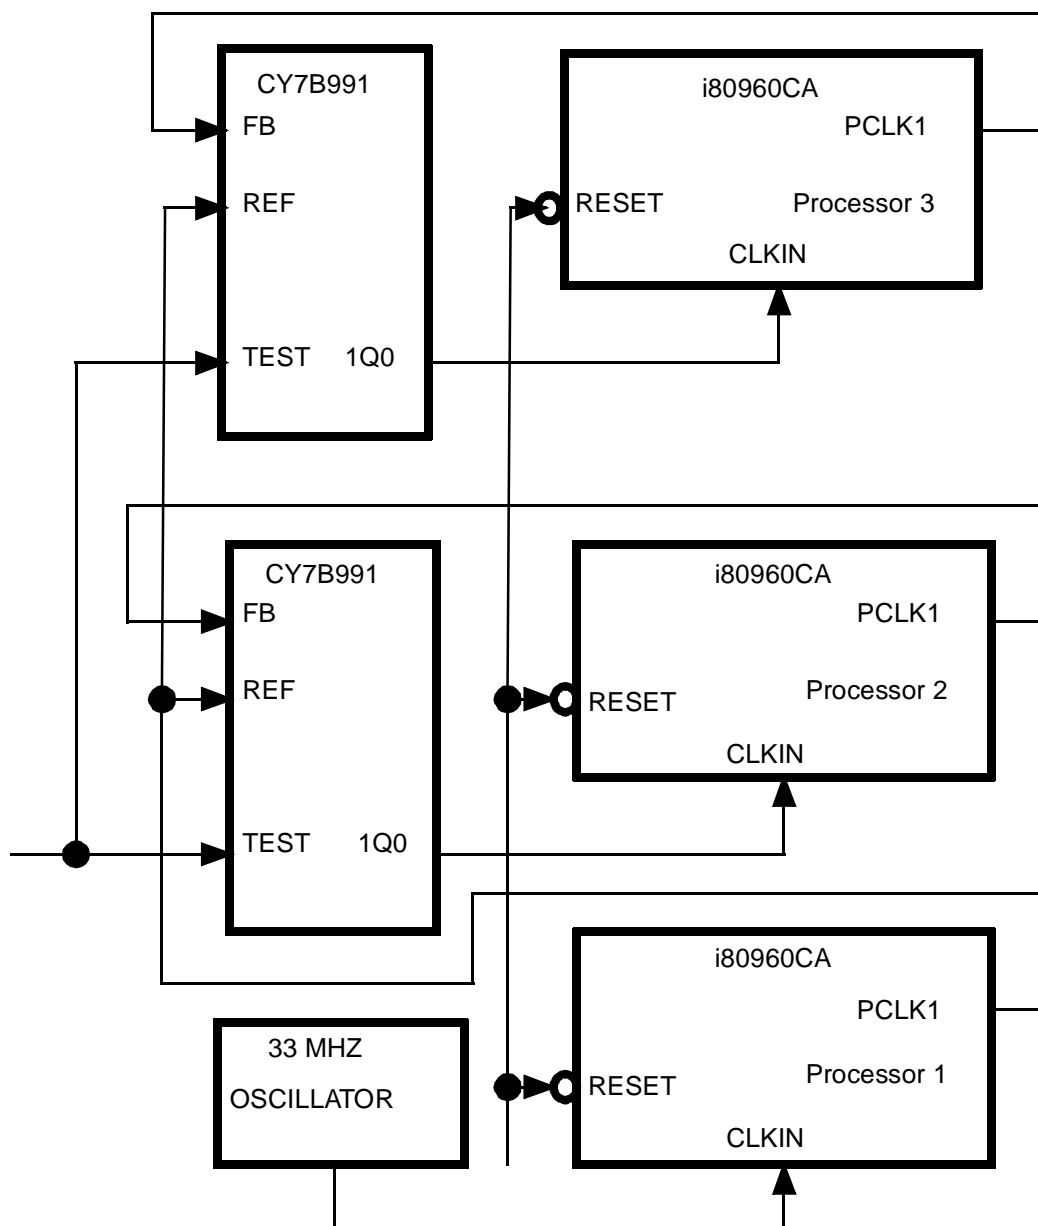 CY7B991
FB
REF
TEST 1Q0
i80960CA
PCLK1
RESET Processor 3
CLKIN
CY7B991
FB
REF
TEST 1Q0
i80960CA
PCLK1
Processor 2
RESET
CLKIN
33 MHZ
OSCILLATOR
i80960CA
PCLK1
Processor 1
RESET
CLKIN